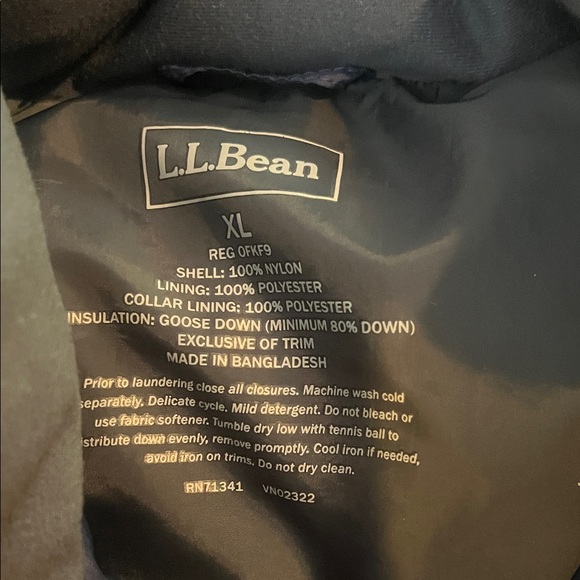 L.L.Bean
XL
REG OFKF9
SHELL: 100% NYLON
LINING: 100% POLYESTER
COLLAR LINING: 100% POLYESTER
INSULATION: GOOSE DOWN (MINIMUM 80% DOWN)
EXCLUSIVE OF TRIM
MADE IN BANGLADESH
Prior to laundering close all closures. Machine wash cold
separately. Delicate cycle. Mild detergent. Do not bleach or
use fabric softener. Tumble dry low with tennis ball to
stribute down evenly, remove promptly. Cool iron if needed,
avoid iron on trims. Do not dry clean.
RN71341 VN02322